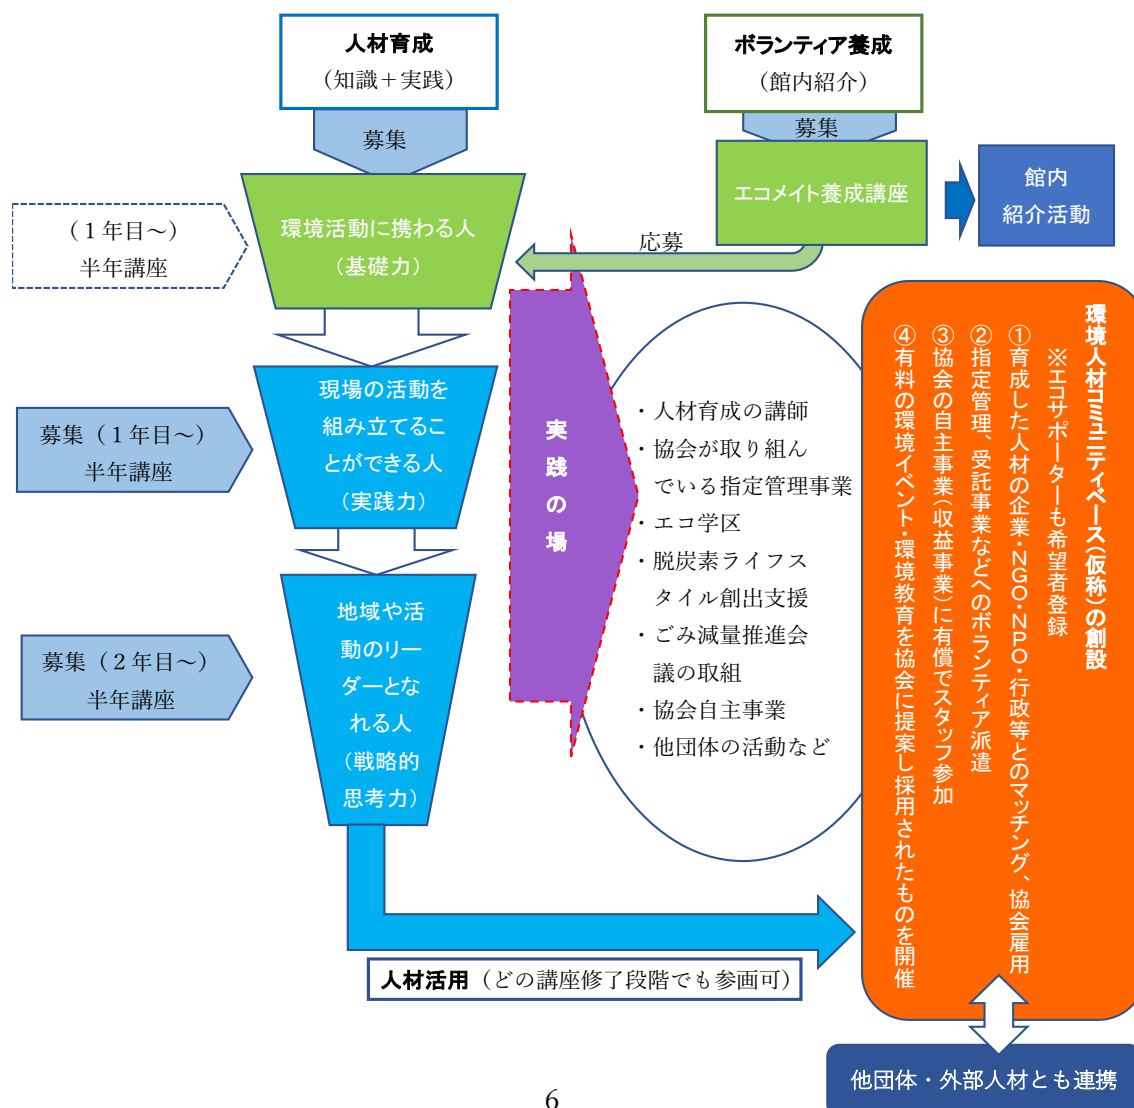 人材育成
（知識＋実践）
募集
ボランティア養成
（館内紹介）
募集
エコメイト養成講座
館内
紹介活動
応募
（１年目～）
半年講座
環境活動に携わる人
（基礎力）
募集（１年目～）
半年講座
現場の活動を
組み立てるこ
とができる人
（実践力）
募集（２年目～）
半年講座
地域や活
動のリー
ダーとな
れる人
（戦略的
思考力）
実践の場
・人材育成の講師
・協会が取り組ん
でいる指定管理事業
・エコ学区
・脱炭素ライフス
タイル創出支援
・ごみ減量推進会
議の取組
・協会自主事業
・他団体の活動など
環境人材コミュニティベース（仮称）の創設
※エコサポーターも希望者登録
①育成した人材の企業・ＮＧＯ・ＮＰＯ・行政等とのマッチング、協会雇用
②指定管理、受託事業などへのボランティア派遣
③協会の自主事業（収益事業）に有償でスタッフ参加
④有料の環境イベント・環境教育を協会に提案し採用されたものを開催
人材活用（どの講座修了段階でも参画可）
他団体・外部人材とも連携
6